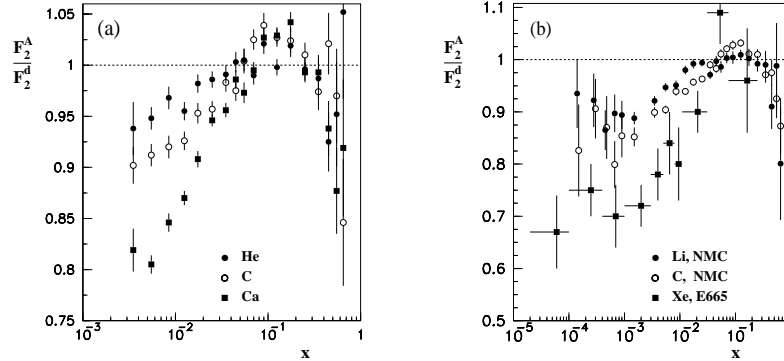 (a)
F₂ᴬ
F₂ᵈ
1.05
1
0.95
0.9
0.85
0.8
He
C
Ca
10⁻³ 10⁻² 10⁻¹ 1
x
(b)
F₂ᴬ
F₂ᵈ
1.1
1
0.9
0.8
0.7
0.6
0.5
Li, NMC
C, NMC
Xe, E665
10⁻⁵ 10⁻⁴ 10⁻³ 10⁻² 10⁻¹ 1
x